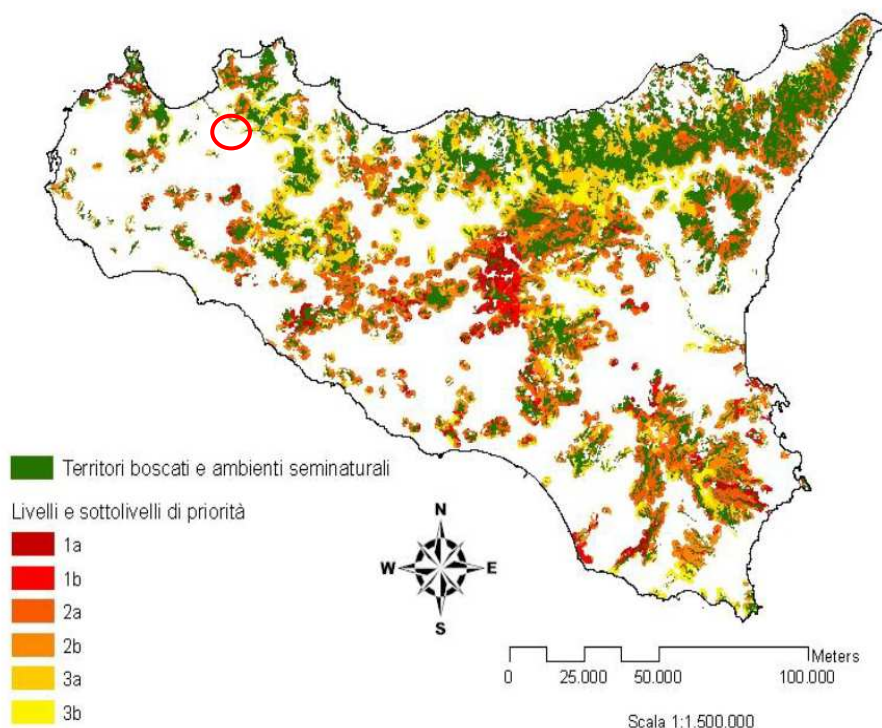 Territori boscati e ambienti seminaturali
Livelli e sottolivelli di priorità
1a
1b
2a
2b
3a
3b
N
W E
S
Meters
0 25.000 50.000 100.000
Scala 1:1.500.000